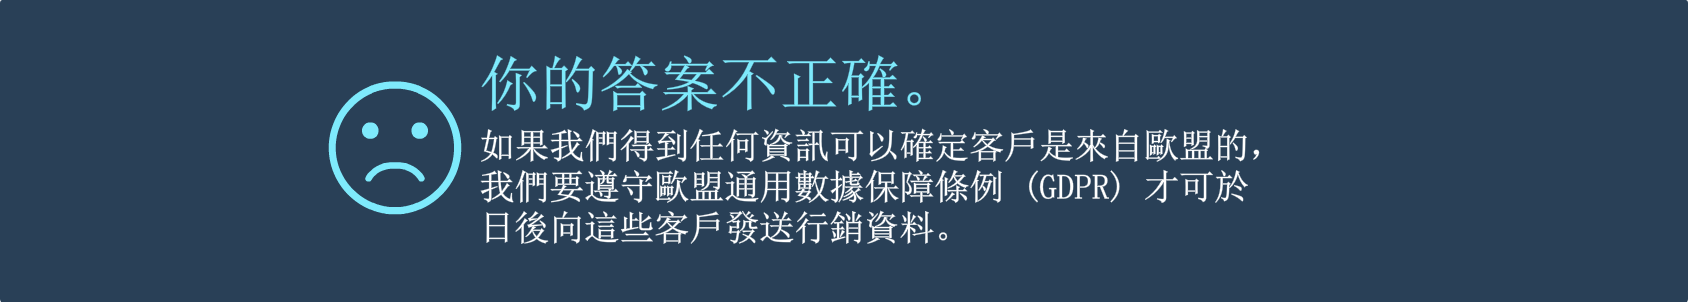 你的答案不正確。
如果我們得到任何資訊可以確定客戶是來自歐盟的，
我們要遵守歐盟通用數據保障條例 (GDPR) 才可於
日後向這些客戶發送行銷資料。